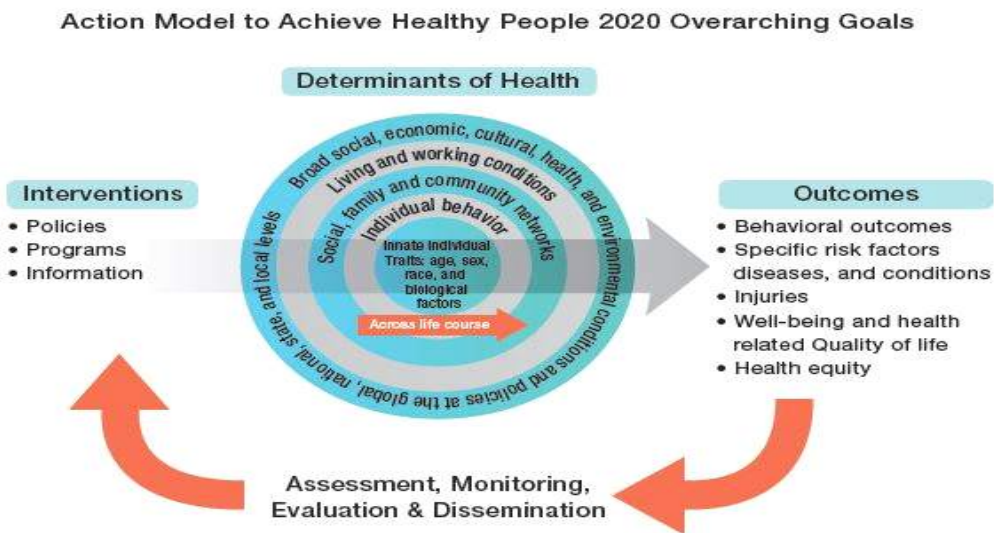 Action Model to Achieve Healthy People 2020 Overarching Goals
Determinants of Health
Interventions
• Policies
• Programs
• Information
Broad social, economic, cultural, health, and environmental conditions and policies at the global, national, state, and local levels
Living and working conditions
Social, family and community networks
Individual behavior
Innate individual
Traits: age, sex,
race, and
biological
factors
Across life course
Outcomes
• Behavioral outcomes
• Specific risk factors
diseases, and conditions
• Injuries
• Well-being and health
related Quality of life
• Health equity
Assessment, Monitoring,
Evaluation & Dissemination